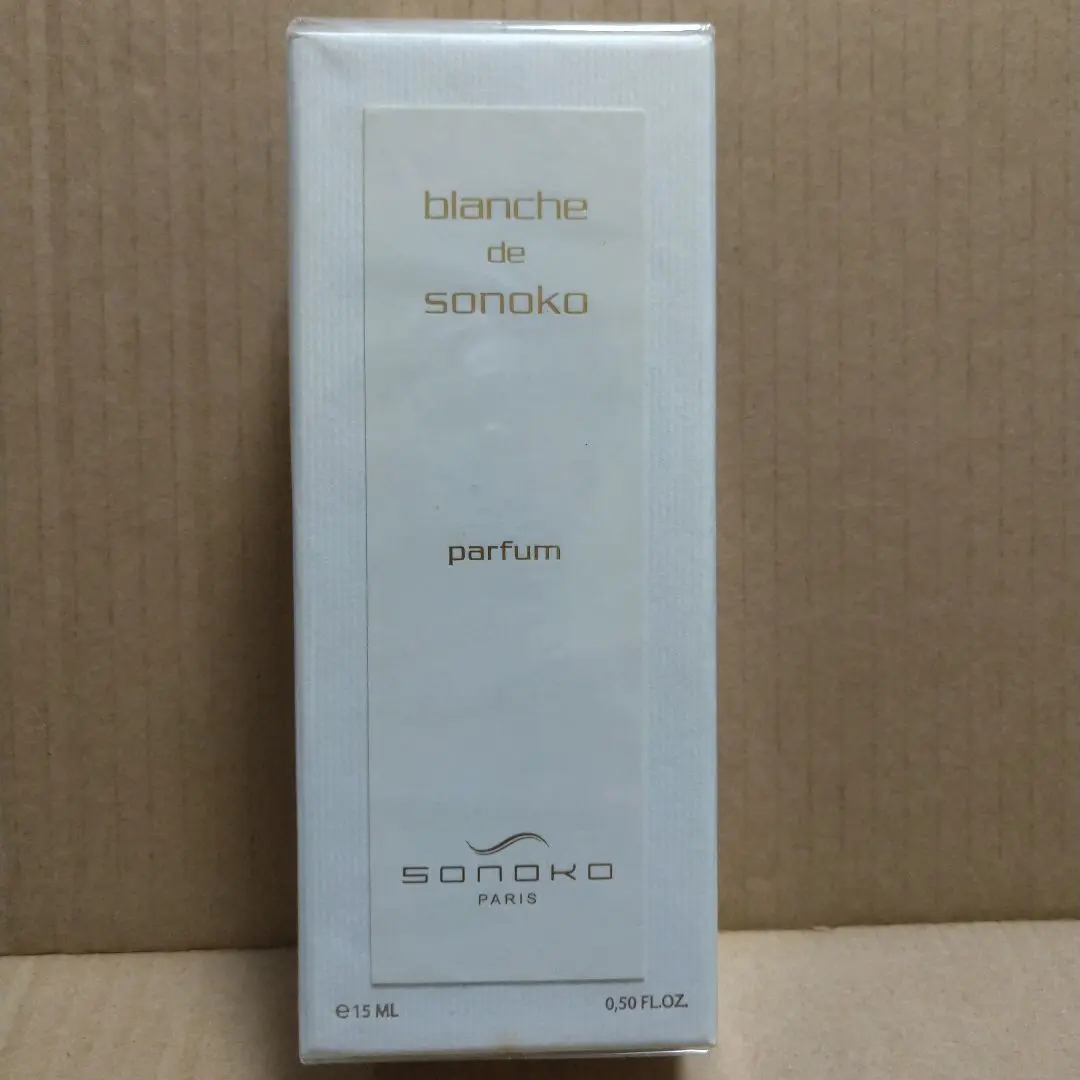 blanche
de
sonoko
parfum
SONOKO
PARIS
℮15 ML
0,50 FL.OZ.